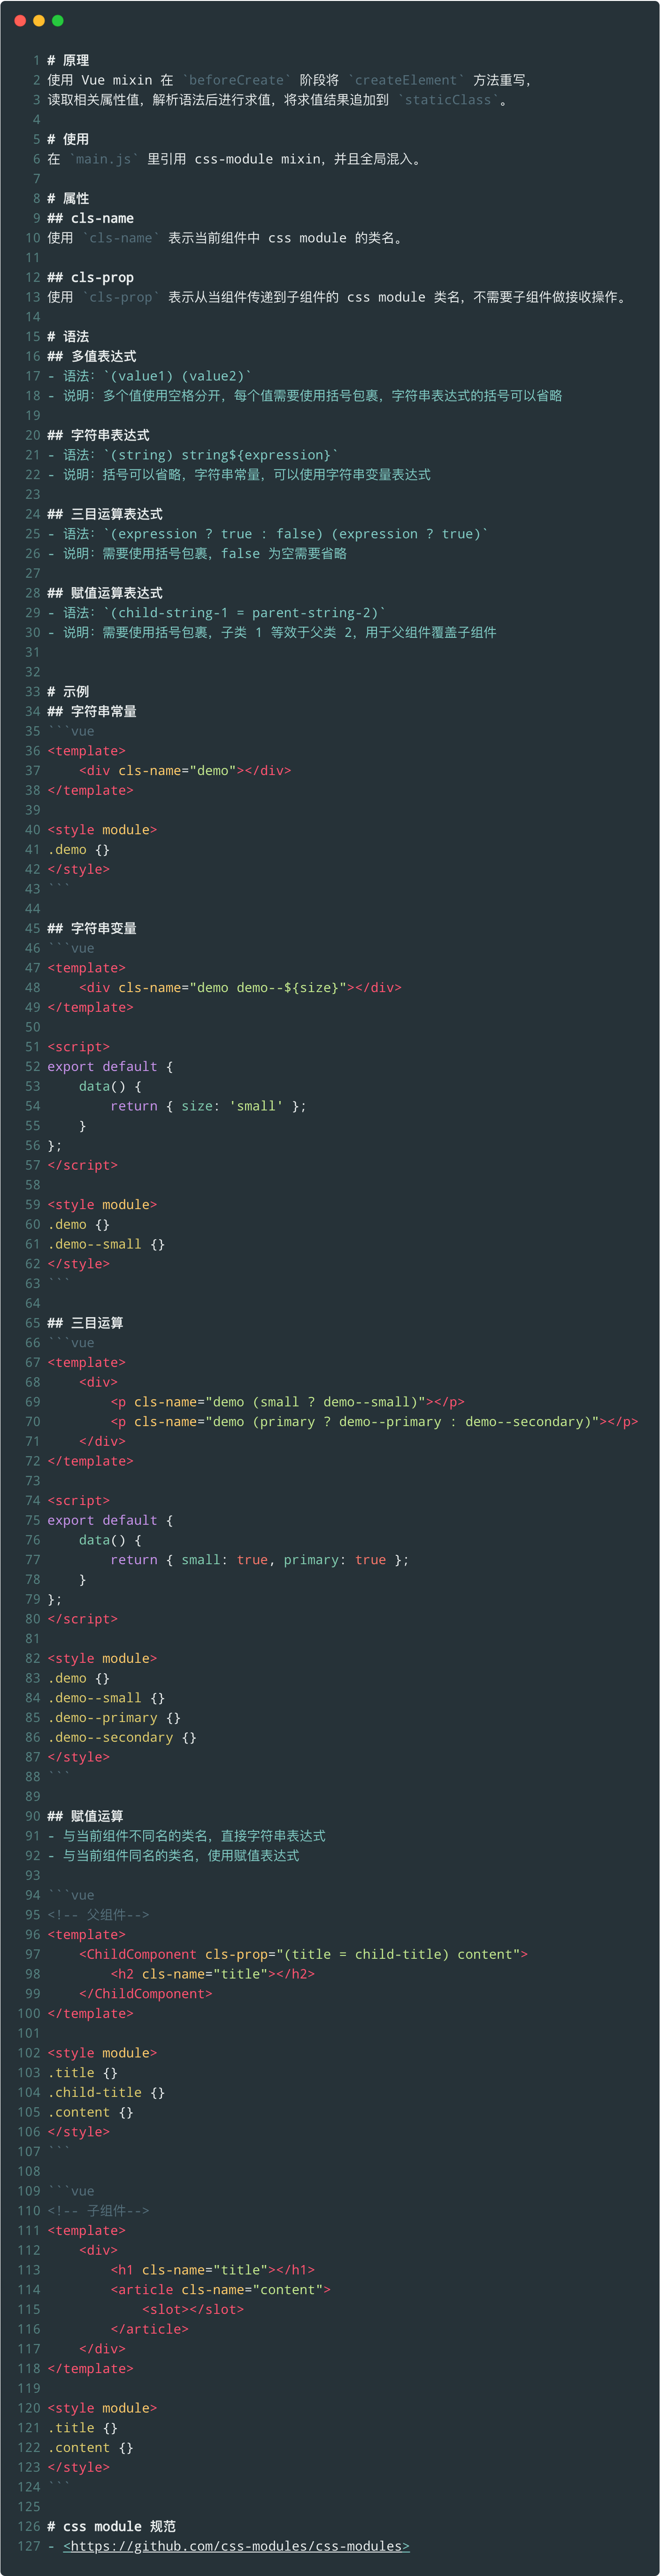 1 # 原理
2 使用 Vue mixin 在 `beforeCreate` 阶段将 `createElement` 方法重写，
3 读取相关属性值，解析语法后进行求值，将求值结果追加到 `staticClass`。
4
5 # 使用
6 在 `main.js` 里引用 css-module mixin，并且全局混入。
7
8 # 属性
9 ## cls-name
10 使用 `cls-name` 表示当前组件中 css module 的类名。
11
12 ## cls-prop
13 使用 `cls-prop` 表示从当组件传递到子组件的 css module 类名，不需要子组件做接收操作。
14
15 # 语法
16 ## 多值表达式
17 - 语法：`(value1) (value2)`
18 - 说明：多个值使用空格分开，每个值需要使用括号包裹，字符串表达式的括号可以省略
19
20 ## 字符串表达式
21 - 语法：`(string) string${expression}`
22 - 说明：括号可以省略，字符串常量，可以使用字符串变量表达式
23
24 ## 三目运算表达式
25 - 语法：`(expression ? true : false) (expression ? true)`
26 - 说明：需要使用括号包裹，false 为空需要省略
27
28 ## 赋值运算表达式
29 - 语法：`(child-string-1 = parent-string-2)`
30 - 说明：需要使用括号包裹，子类 1 等效于父类 2，用于父组件覆盖子组件
31
32
33 # 示例
34 ## 字符串常量
35 ```vue
36 <template>
37     <div cls-name="demo"></div>
38 </template>
39
40 <style module>
41 .demo {}
42 </style>
43 ```
44
45 ## 字符串变量
46 ```vue
47 <template>
48     <div cls-name="demo demo--${size}"></div>
49 </template>
50
51 <script>
52 export default {
53     data() {
54         return { size: 'small' };
55     }
56 };
57 </script>
58
59 <style module>
60 .demo {}
61 .demo--small {}
62 </style>
63 ```
64
65 ## 三目运算
66 ```vue
67 <template>
68     <div>
69         <p cls-name="demo (small ? demo--small)"></p>
70         <p cls-name="demo (primary ? demo--primary : demo--secondary)"></p>
71     </div>
72 </template>
73
74 <script>
75 export default {
76     data() {
77         return { small: true, primary: true };
78     }
79 };
80 </script>
81
82 <style module>
83 .demo {}
84 .demo--small {}
85 .demo--primary {}
86 .demo--secondary {}
87 </style>
88 ```
89
90 ## 赋值运算
91 - 与当前组件不同名的类名，直接字符串表达式
92 - 与当前组件同名的类名，使用赋值表达式
93
94 ```vue
95 <!-- 父组件-->
96 <template>
97     <ChildComponent cls-prop="(title = child-title) content">
98         <h2 cls-name="title"></h2>
99     </ChildComponent>
100 </template>
101
102 <style module>
103 .title {}
104 .child-title {}
105 .content {}
106 </style>
107 ```
108
109 ```vue
110 <!-- 子组件-->
111 <template>
112     <div>
113         <h1 cls-name="title"></h1>
114         <article cls-name="content">
115             <slot></slot>
116         </article>
117     </div>
118 </template>
119
120 <style module>
121 .title {}
122 .content {}
123 </style>
124 ```
125
126 # css module 规范
127 - <https://github.com/css-modules/css-modules>